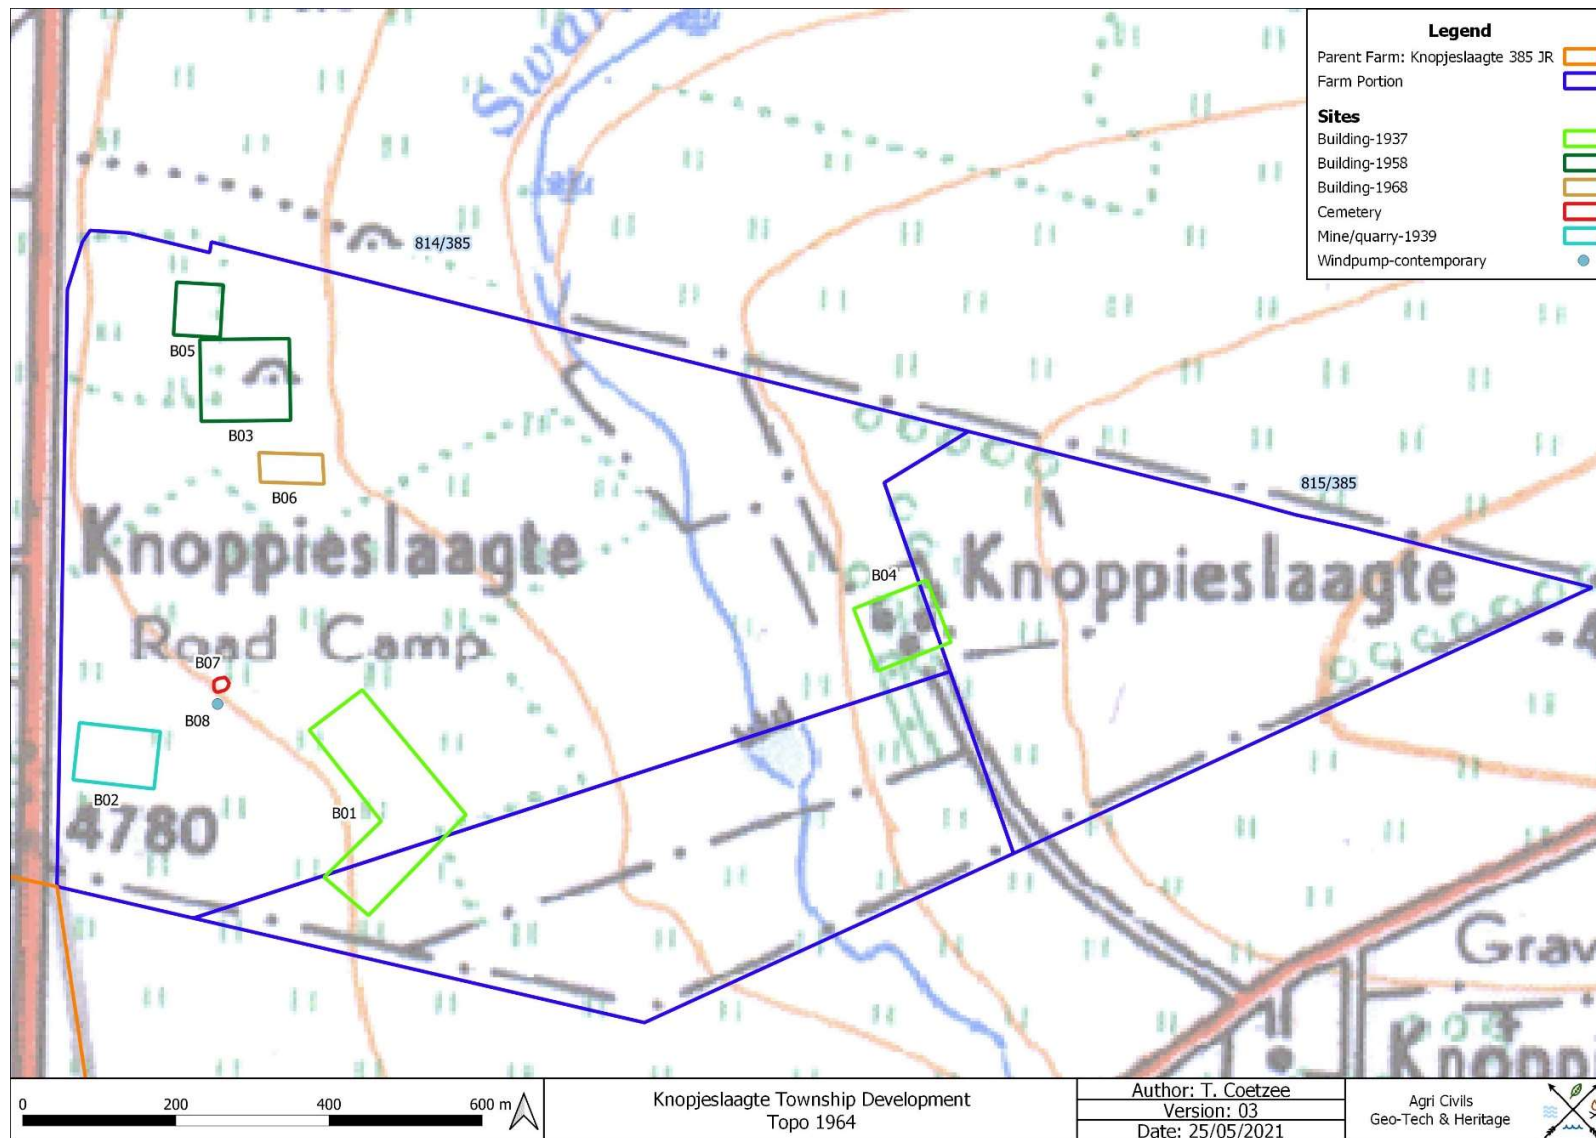 Swar
814/385
B05
B03
B06
Knoppieslaagte
Road Camp
B07
B08
B02
B01
4780
B04
Knoppieslaagte
815/385
Grav
Knoppi
Legend
Parent Farm: Knopjeslaagte 385 JR
Farm Portion
Sites
Building-1937
Building-1958
Building-1968
Cemetery
Mine/quarry-1939
Windpump-contemporary
0 200 400 600 m
Knopjeslaagte Township Development
Topo 1964
Author: T. Coetzee
Version: 03
Date: 25/05/2021
Agri Civils
Geo-Tech & Heritage